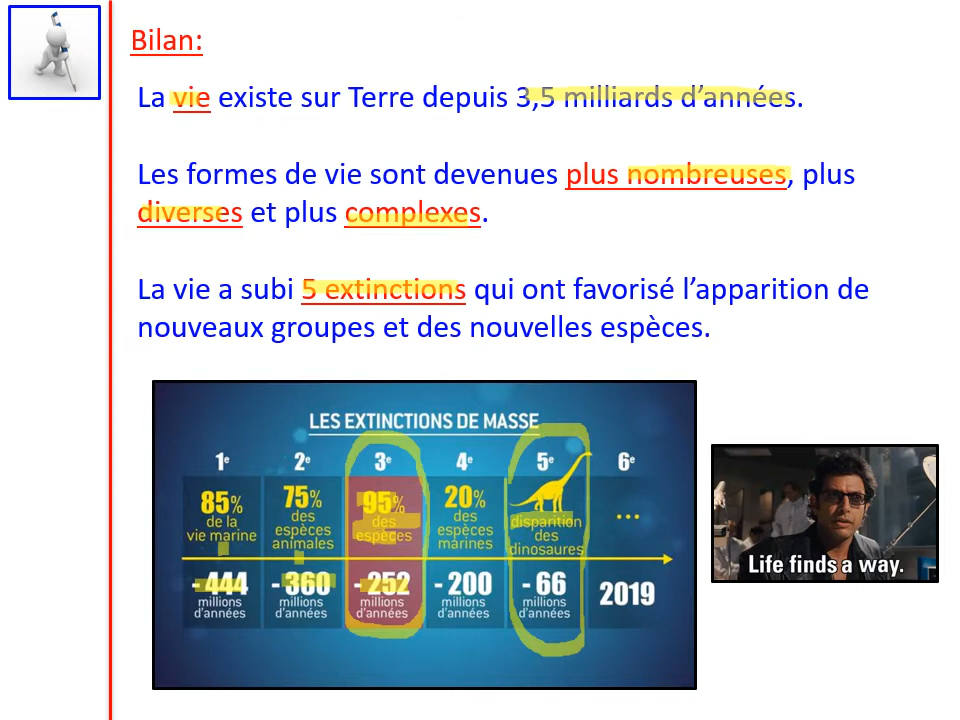 Bilan:
La vie existe sur Terre depuis 3,5 milliards d’années.
Les formes de vie sont devenues plus nombreuses, plus
diverses et plus complexes.
La vie a subi 5 extinctions qui ont favorisé l’apparition de
nouveaux groupes et des nouvelles espèces.
LES EXTINCTIONS DE MASSE
1e 2e 3e 4e 5e 6e
85% de la vie marine
75% des espèces animales
95% des espèces
20% des espèces marines
disparition des dinosaures
...
- 444 millions d'années
- 360 millions d'années
- 252 millions d'années
- 200 millions d'années
- 66 millions d'années
2019
Life finds a way.